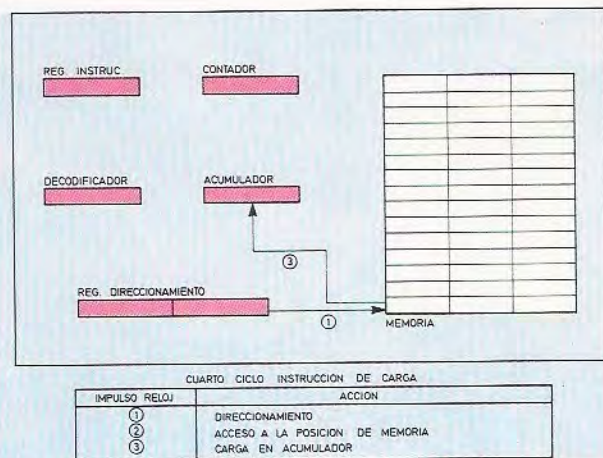 REG. INSTRUC.
CONTADOR
DECODIFICADOR
ACUMULADOR
③
REG. DIRECCIONAMIENTO
①
MEMORIA
CUARTO CICLO INSTRUCCION DE CARGA
IMPULSO RELOJ ACCION
① DIRECCIONAMIENTO
② ACCESO A LA POSICION DE MEMORIA
③ CARGA EN ACUMULADOR